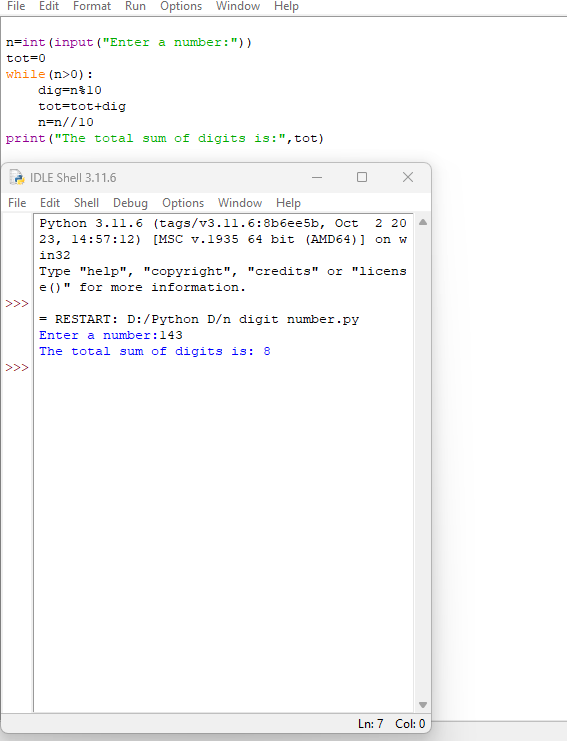 File Edit Format Run Options Window Help
n=int(input("Enter a number:"))
tot=0
while(n>0):
    dig=n%10
    tot=tot+dig
    n=n//10
print("The total sum of digits is:",tot)
IDLE Shell 3.11.6
File Edit Shell Debug Options Window Help
Python 3.11.6 (tags/v3.11.6:8b6ee5b, Oct  2 20
23, 14:57:12) [MSC v.1935 64 bit (AMD64)] on w
in32
Type "help", "copyright", "credits" or "licens
e()" for more information.
>>>
= RESTART: D:/Python D/n digit number.py
Enter a number:143
The total sum of digits is: 8
>>>
Ln: 7 Col: 0